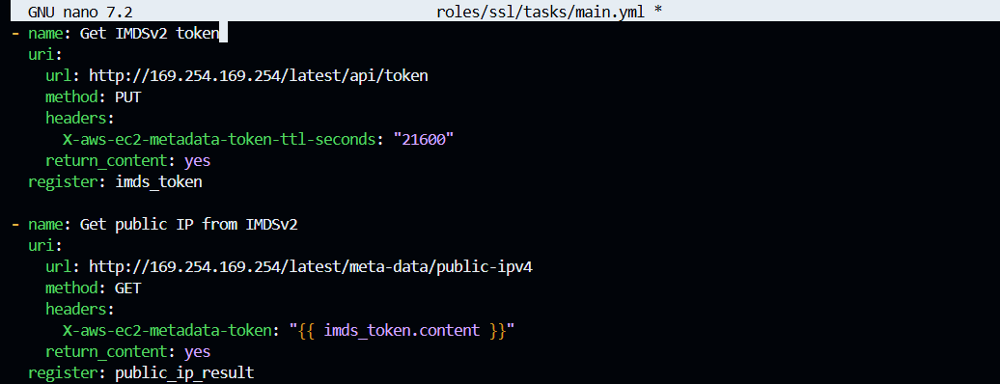 GNU nano 7.2 roles/ssl/tasks/main.yml *
- name: Get IMDSv2 token
  uri:
    url: http://169.254.169.254/latest/api/token
    method: PUT
    headers:
      X-aws-ec2-metadata-token-ttl-seconds: "21600"
    return_content: yes
  register: imds_token

- name: Get public IP from IMDSv2
  uri:
    url: http://169.254.169.254/latest/meta-data/public-ipv4
    method: GET
    headers:
      X-aws-ec2-metadata-token: "{{ imds_token.content }}"
    return_content: yes
  register: public_ip_result